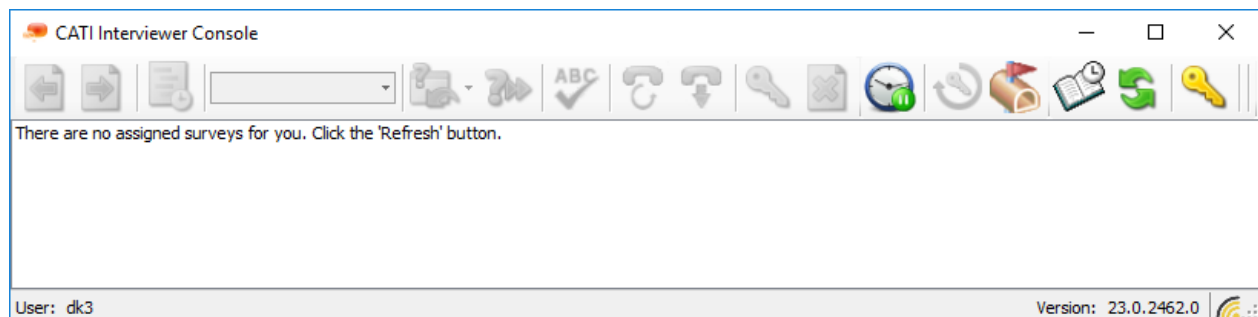 CATI Interviewer Console
ABC
There are no assigned surveys for you. Click the 'Refresh' button.
User: dk3
Version: 23.0.2462.0